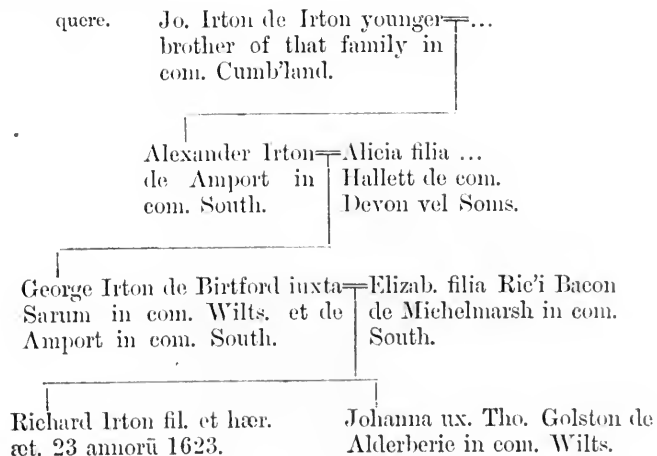 quere.
Jo. Irton de Irton younger=...
brother of that family in
com. Cumb'land.
Alexander Irton=
de Amport in
com. South.
Alicia filia ...
Hallett de com.
Devon vel Soms.
George Irton de Birtford iuxta=
Sarum in com. Wilts. et de
Amport in com. South.
Elizab. filia Ric'i Bacon
de Michelmarsh in com.
South.
Richard Irton fil. et hær.
æt. 23 annorū 1623.
Johanna ux. Tho. Golston de
Alderberie in com. Wilts.